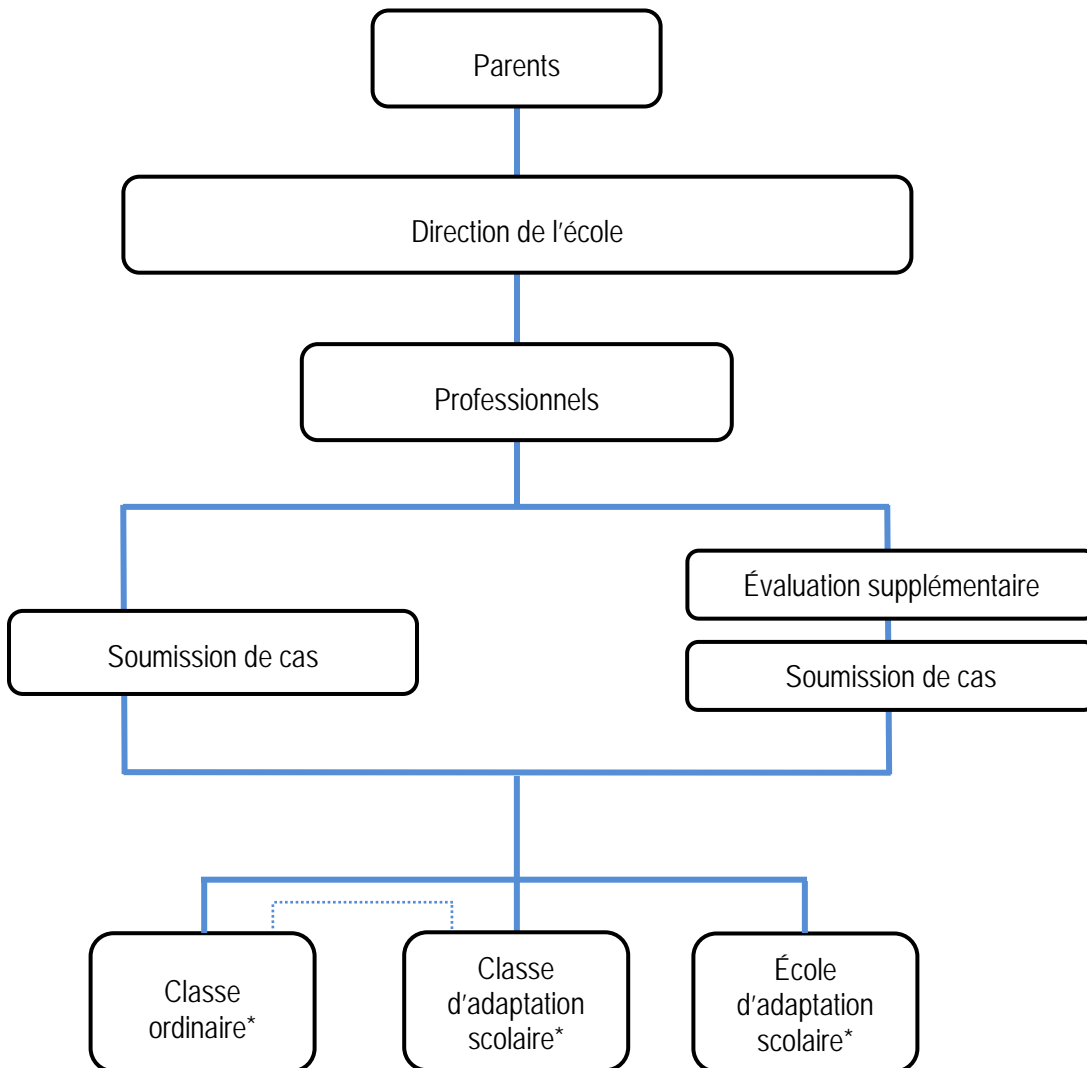 Parents
Direction de l'école
Professionnels
Évaluation supplémentaire
Soumission de cas
Soumission de cas
Classe
ordinaire*
Classe
d'adaptation
scolaire*
École
d'adaptation
scolaire*